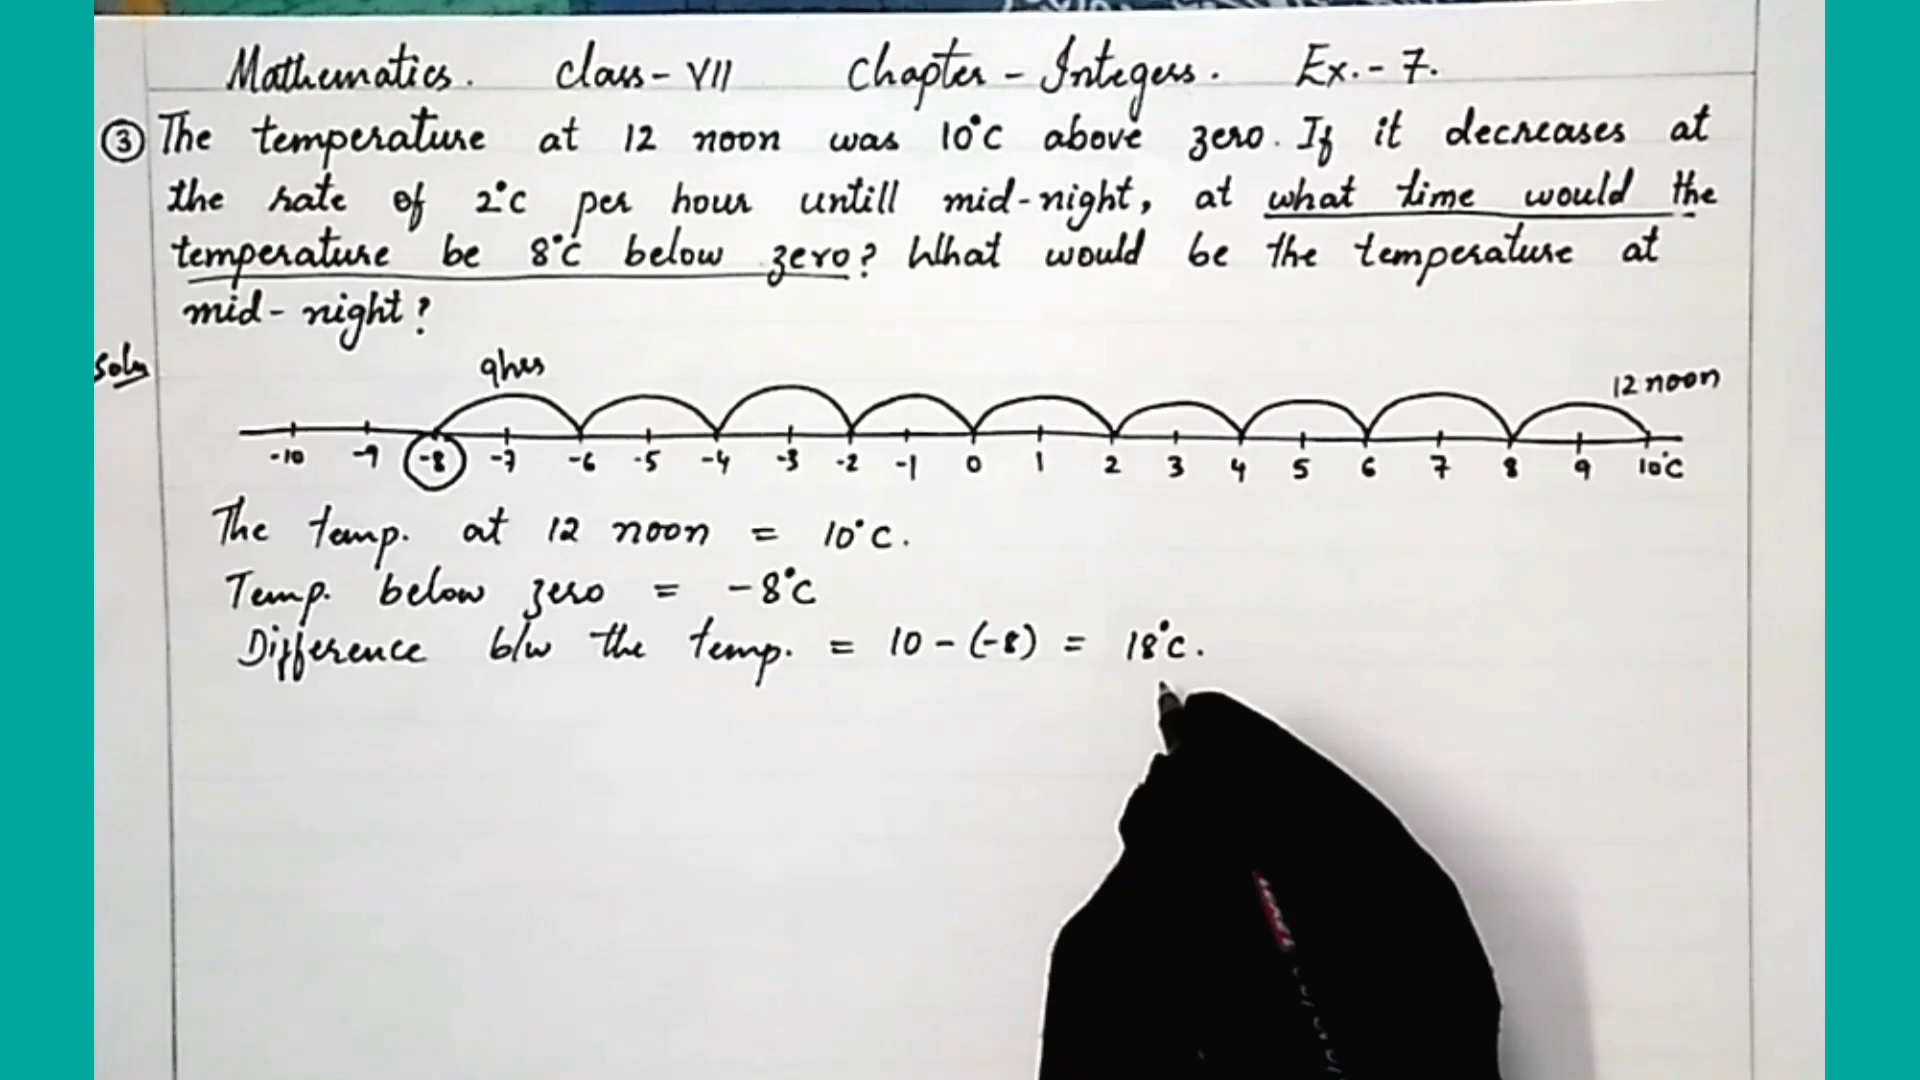 Mathematics. Class-VII Chapter-Integers. Ex.-7.
③ The temperature at 12 noon was 10°C above zero. If it decreases at
the rate of 2°C per hour untill mid-night, at what time would the
temperature be 8°C below zero? What would be the temperature at
mid-night?
Soln
9hrs
12 noon
-10 -9 -8 -7 -6 -5 -4 -3 -2 -1 0 1 2 3 4 5 6 7 8 9 10°C
The temp. at 12 noon = 10°C.
Temp. below zero = -8°C
Difference b/w the temp. = 10-(-8) = 18°C.